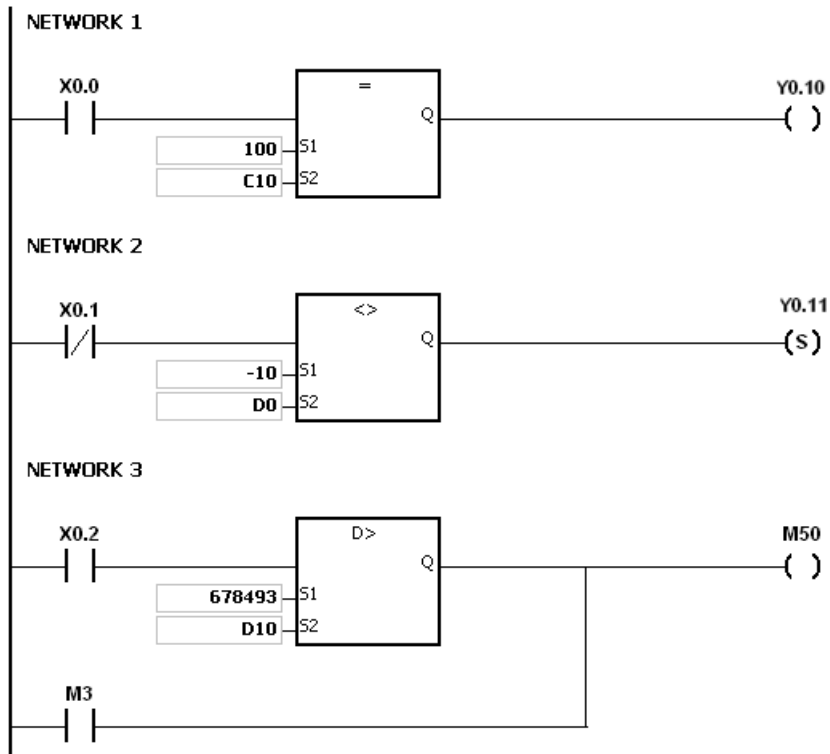 NETWORK 1
X0.0
=
Y0.10
Q
100 S1
C10 S2
NETWORK 2
X0.1
<>
Y0.11
Q
(S)
-10 S1
D0 S2
NETWORK 3
X0.2
D>
M50
Q
678493 S1
D10 S2
M3